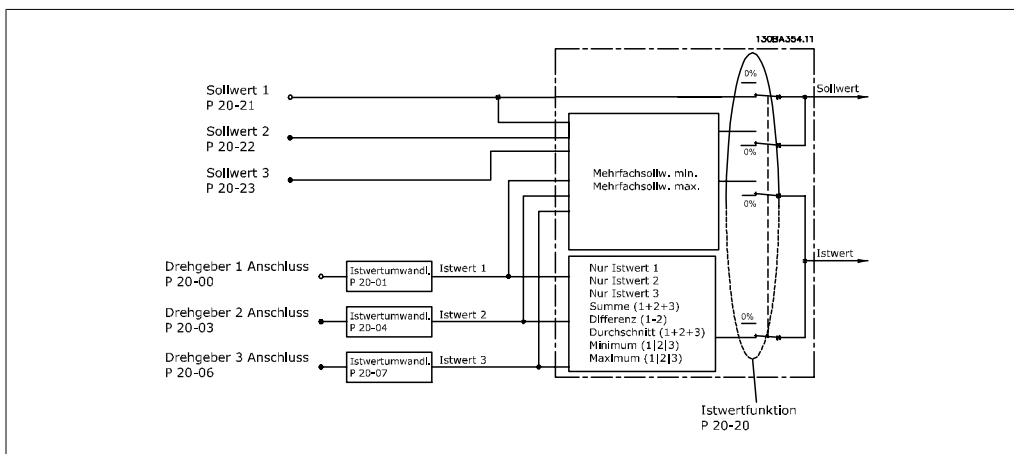 130BA354.11
Sollwert 1
P 20-21
Sollwert 2
P 20-22
Sollwert 3
P 20-23
0%
Sollwert
0%
Mehrfachsollw. min.
Mehrfachsollw. max.
0%
Istwert
Drehgeber 1 Anschluss
P 20-00
Istwertumwandl.
P 20-01
Istwert 1
Drehgeber 2 Anschluss
P 20-03
Istwertumwandl.
P 20-04
Istwert 2
Drehgeber 3 Anschluss
P 20-06
Istwertumwandl.
P 20-07
Istwert 3
Nur Istwert 1
Nur Istwert 2
Nur Istwert 3
Summe (1+2+3)
Differenz (1-2)
Durchschnitt (1+2+3)
Minimum (1|2|3)
Maximum (1|2|3)
0%
Istwertfunktion
P 20-20